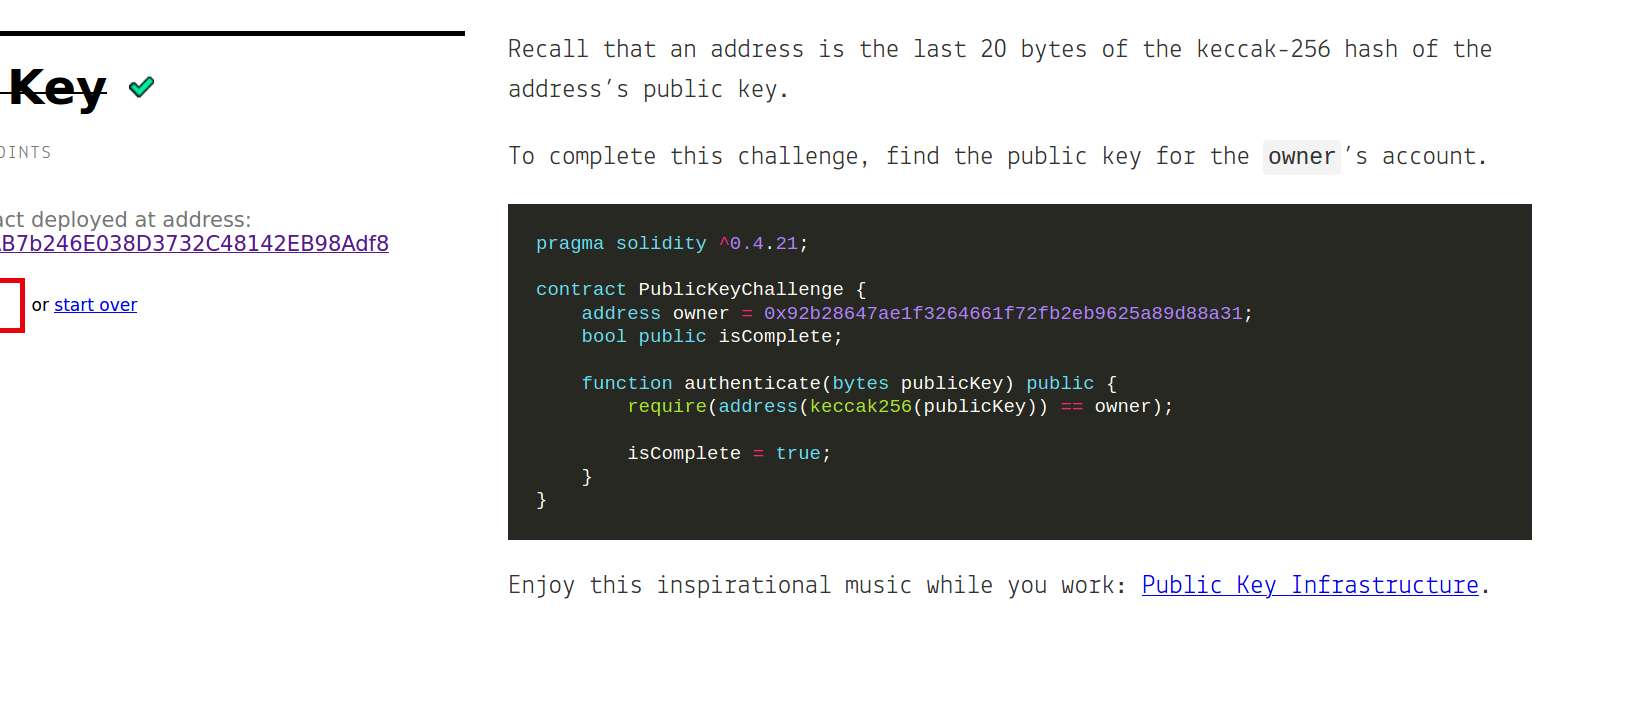 Key
OINTS
act deployed at address:
B7b246E038D3732C48142EB98Adf8
or start over
Recall that an address is the last 20 bytes of the keccak-256 hash of the
address’s public key.
To complete this challenge, find the public key for the owner’s account.
pragma solidity ^0.4.21;
contract PublicKeyChallenge {
address owner = 0x92b28647ae1f3264661f72fb2eb9625a89d88a31;
bool public isComplete;
function authenticate(bytes publicKey) public {
require(address(keccak256(publicKey)) == owner);
isComplete = true;
}
}
Enjoy this inspirational music while you work: Public Key Infrastructure.